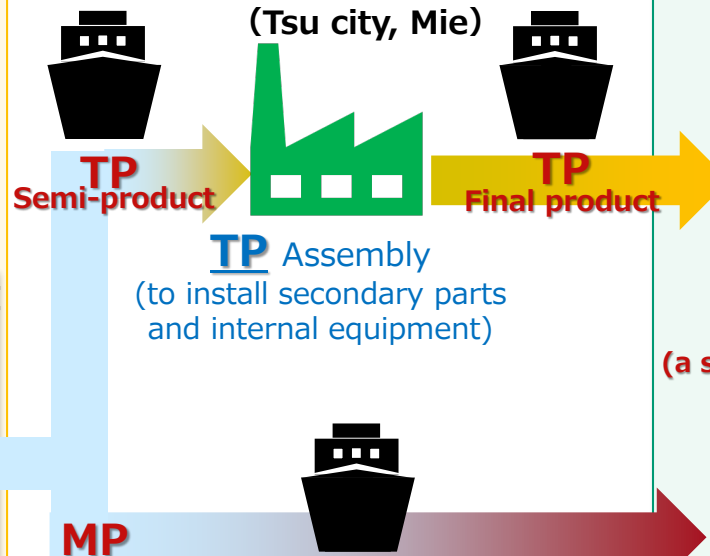 (Tsu city, Mie)
TP
Semi-product
TP
Final product
TP Assembly
(to install secondary parts
and internal equipment)
(a s
MP